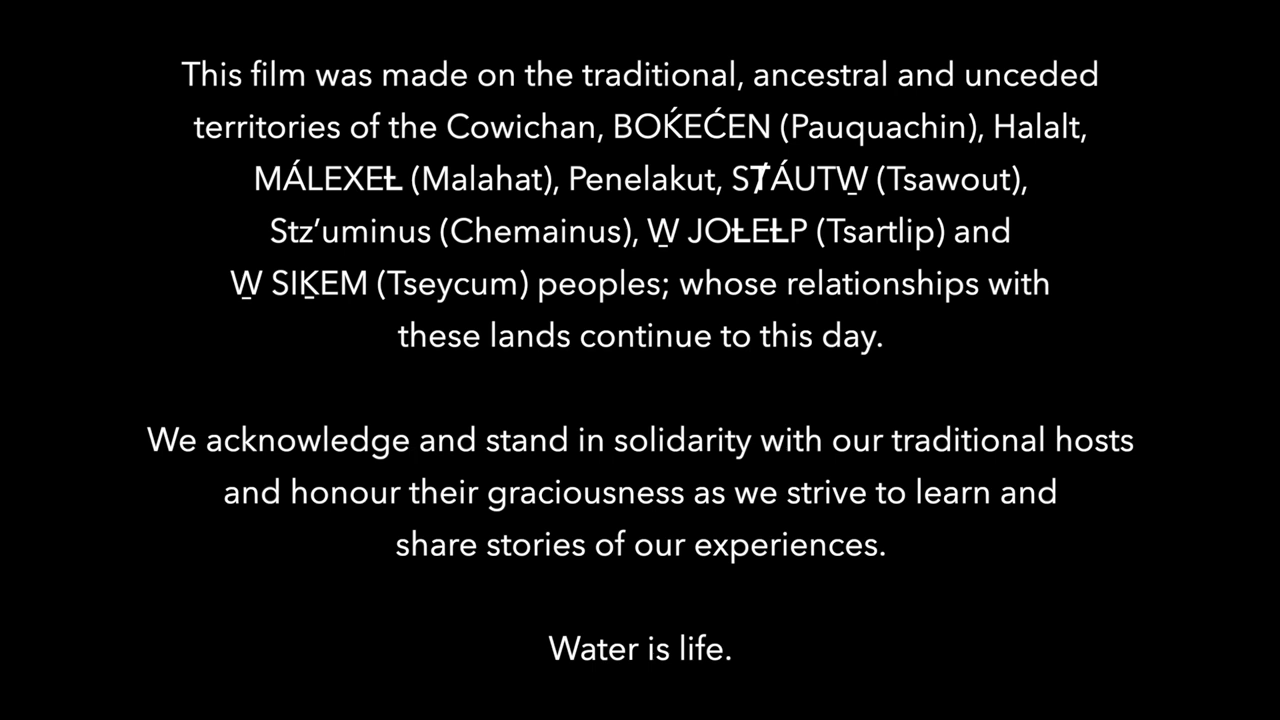 This film was made on the traditional, ancestral and unceded
territories of the Cowichan, BOḰEĆEN (Pauquachin), Halalt,
MÁLEXEȽ (Malahat), Penelakut, SȾÁUTW̱ (Tsawout),
Stz’uminus (Chemainus), W̱ JOȽEȽP (Tsartlip) and
W̱ SIḴEM (Tseycum) peoples; whose relationships with
these lands continue to this day.
We acknowledge and stand in solidarity with our traditional hosts
and honour their graciousness as we strive to learn and
share stories of our experiences.
Water is life.